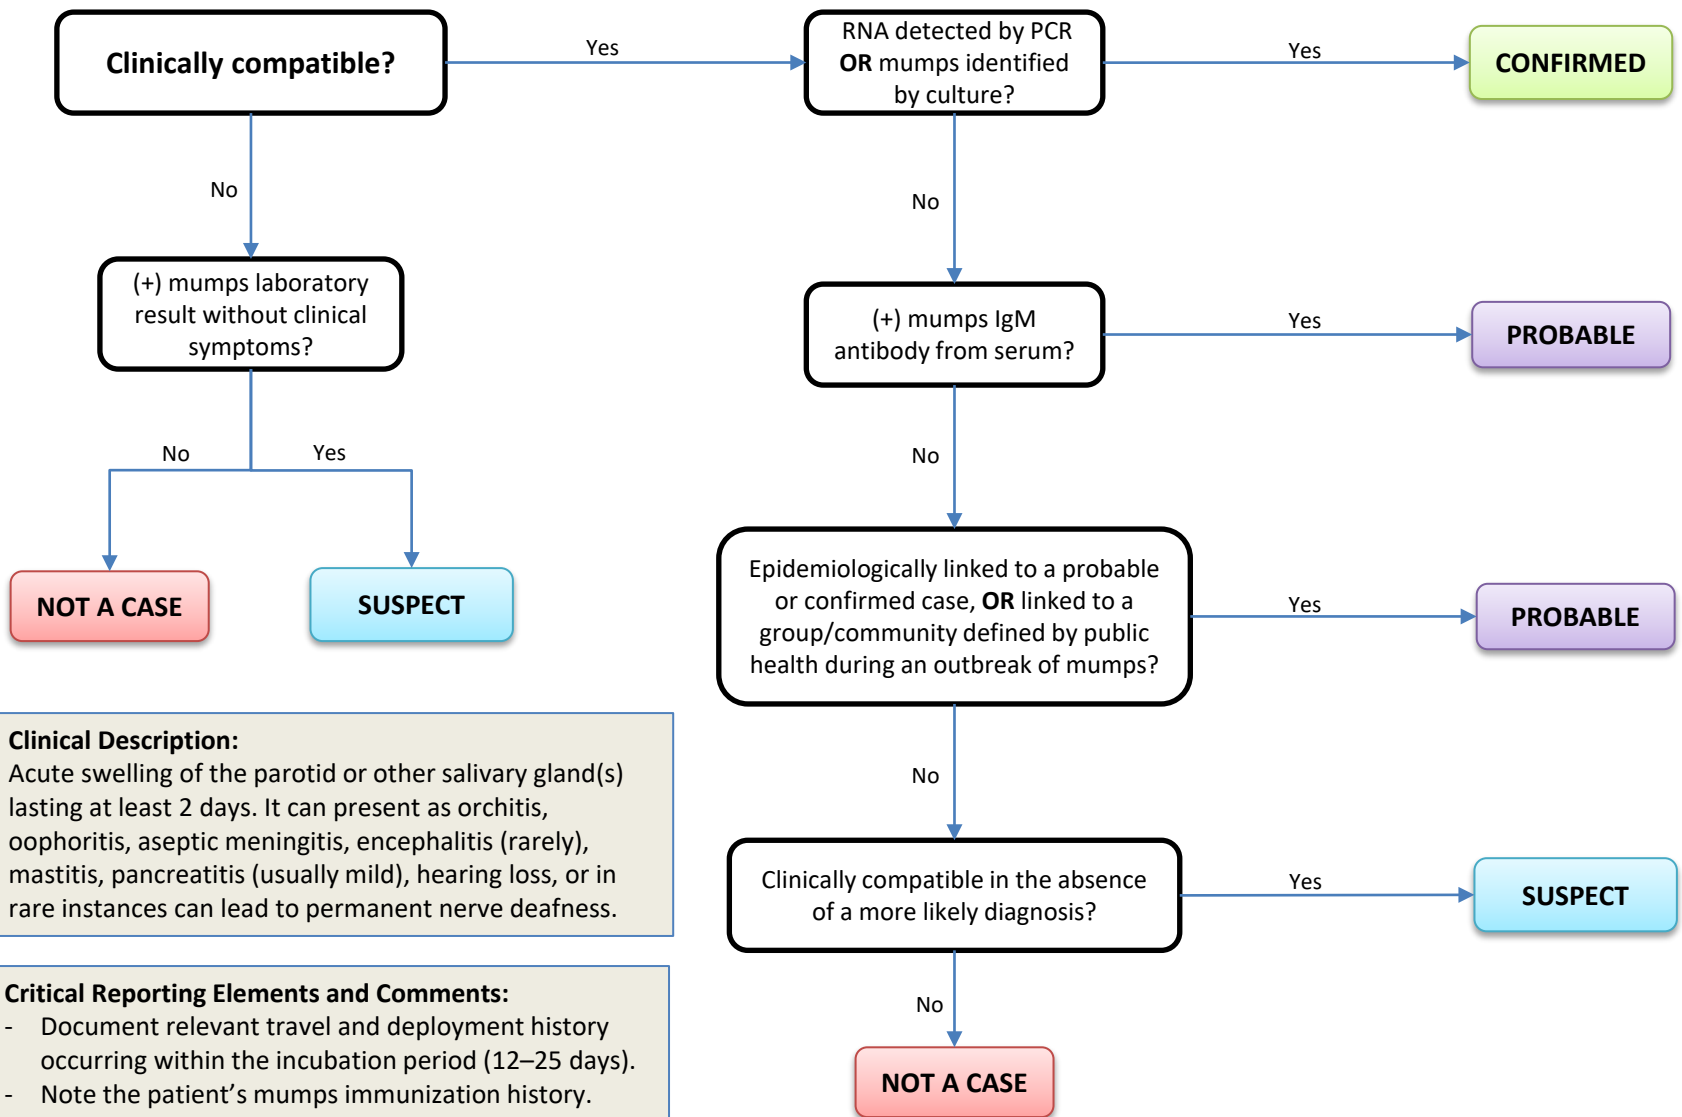 Clinically compatible?
Yes
RNA detected by PCR
OR mumps identified
by culture?
Yes
CONFIRMED
No
No
(+) mumps laboratory
result without clinical
symptoms?
(+) mumps IgM
antibody from serum?
Yes
PROBABLE
No
Yes
No
NOT A CASE
SUSPECT
Epidemiologically linked to a probable
or confirmed case, OR linked to a
group/community defined by public
health during an outbreak of mumps?
Yes
PROBABLE
No
Clinically compatible in the absence
of a more likely diagnosis?
Yes
SUSPECT
No
NOT A CASE
Clinical Description:
Acute swelling of the parotid or other salivary gland(s)
lasting at least 2 days. It can present as orchitis,
oophoritis, aseptic meningitis, encephalitis (rarely),
mastitis, pancreatitis (usually mild), hearing loss, or in
rare instances can lead to permanent nerve deafness.
Critical Reporting Elements and Comments:
- Document relevant travel and deployment history
occurring within the incubation period (12–25 days).
- Note the patient’s mumps immunization history.